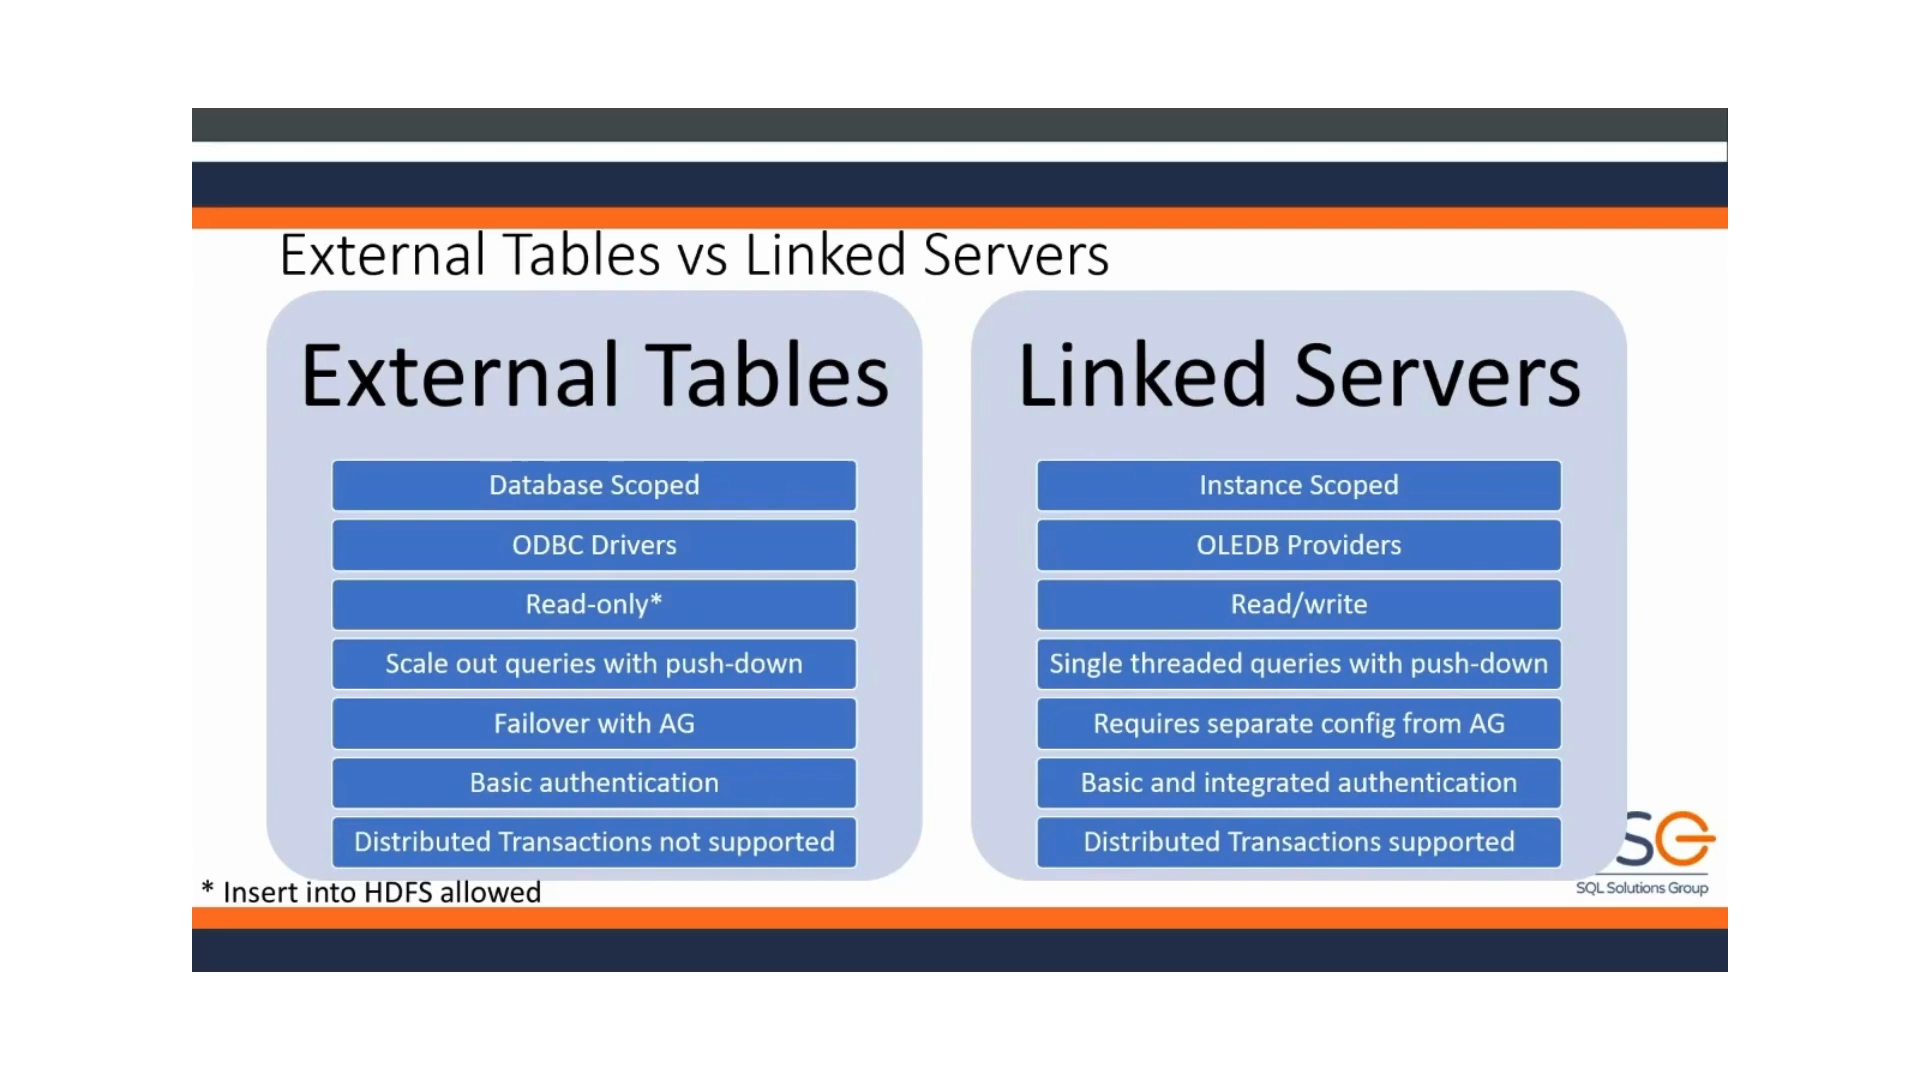 External Tables vs Linked Servers
External Tables
Database Scoped
ODBC Drivers
Read-only*
Scale out queries with push-down
Failover with AG
Basic authentication
Distributed Transactions not supported
Linked Servers
Instance Scoped
OLEDB Providers
Read/write
Single threaded queries with push-down
Requires separate config from AG
Basic and integrated authentication
Distributed Transactions supported
* Insert into HDFS allowed
SG
SQL Solutions Group